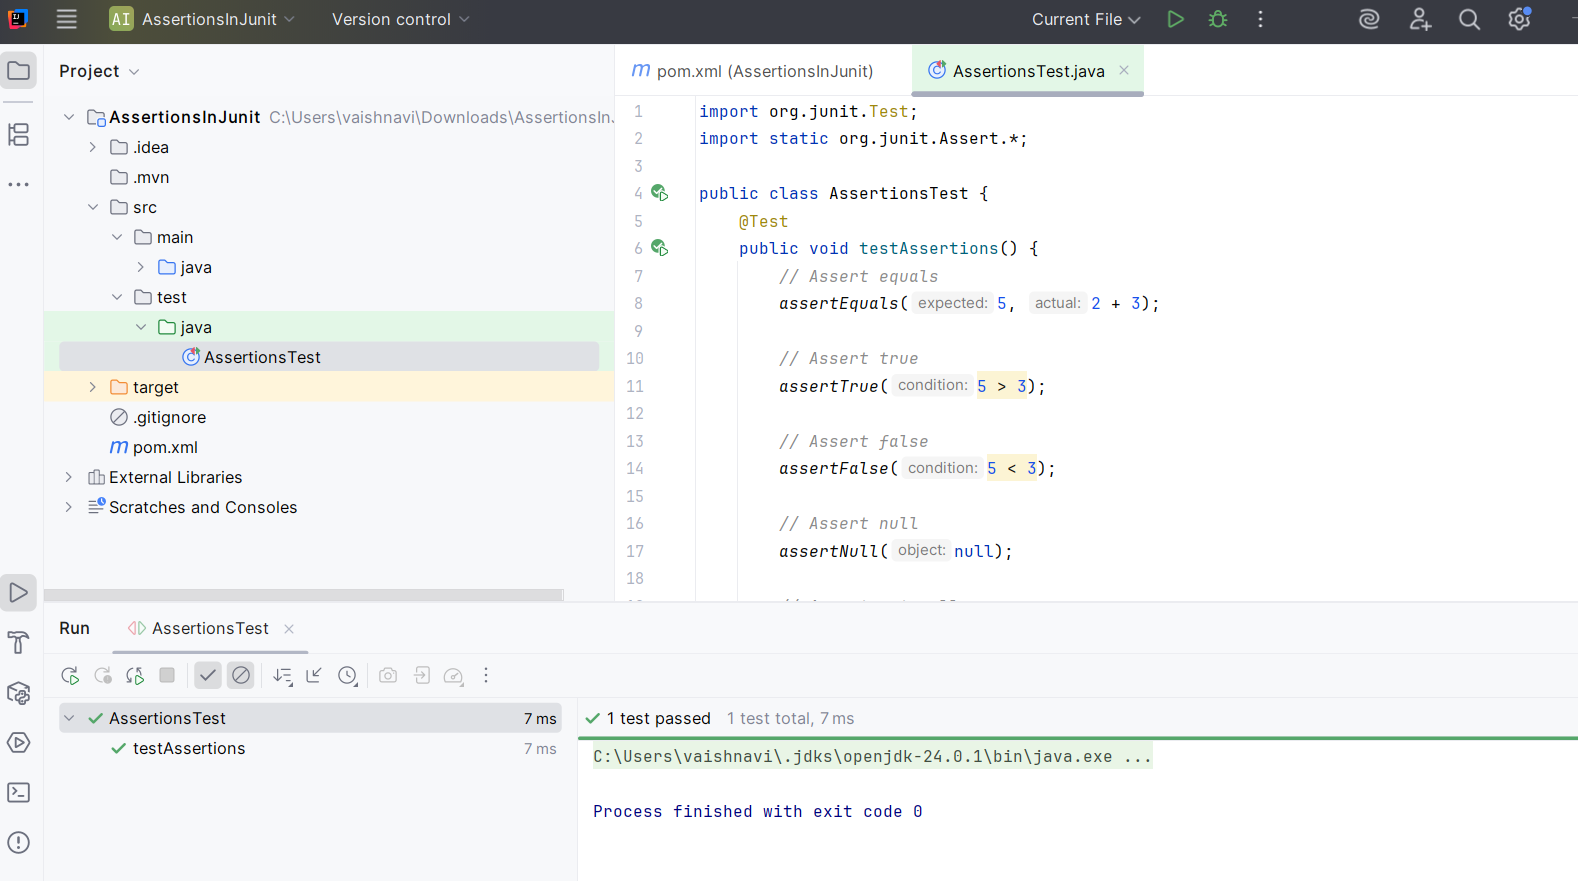 AI AssertionsInJunit Version control Current File
Project
AssertionsInJunit C:\Users\vaishnavi\Downloads\AssertionsInJ
.idea
.mvn
src
main
java
test
java
AssertionsTest
target
.gitignore
m pom.xml
External Libraries
Scratches and Consoles
m pom.xml (AssertionsInJunit) AssertionsTest.java
1 import org.junit.Test;
2 import static org.junit.Assert.*;
3
4 public class AssertionsTest {
5 @Test
6 public void testAssertions() {
7 // Assert equals
8 assertEquals( expected: 5, actual: 2 + 3);
9
10 // Assert true
11 assertTrue( condition: 5 > 3);
12
13 // Assert false
14 assertFalse( condition: 5 < 3);
15
16 // Assert null
17 assertNull( object: null);
18
Run AssertionsTest
AssertionsTest 7 ms
testAssertions 7 ms
1 test passed 1 test total, 7 ms
C:\Users\vaishnavi\.jdks\openjdk-24.0.1\bin\java.exe ...
Process finished with exit code 0